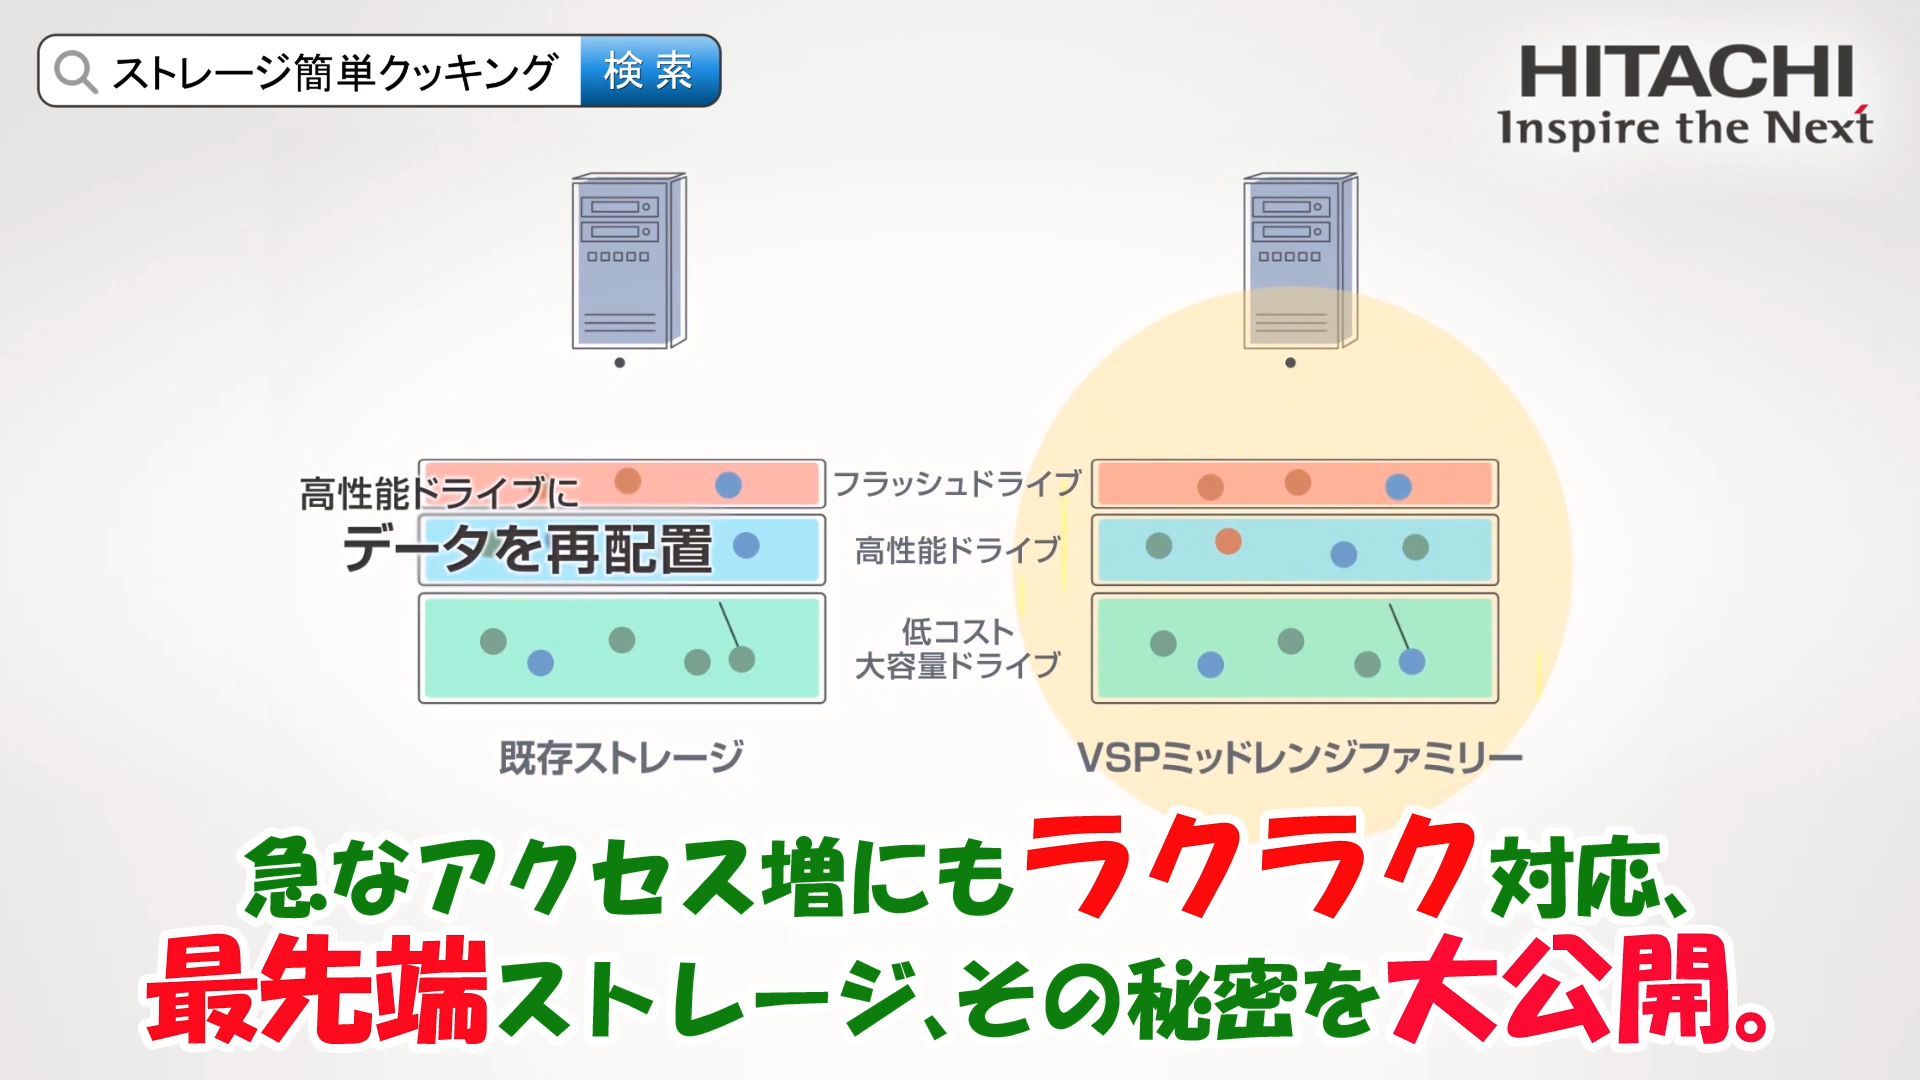 ストレージ簡単クッキング 検索
HITACHI
Inspire the Next
高性能ドライブに
データを再配置
フラッシュドライブ
高性能ドライブ
低コスト
大容量ドライブ
既存ストレージ
VSPミッドレンジファミリー
急なアクセス増にもラクラク対応、
最先端ストレージ、その秘密を大公開。